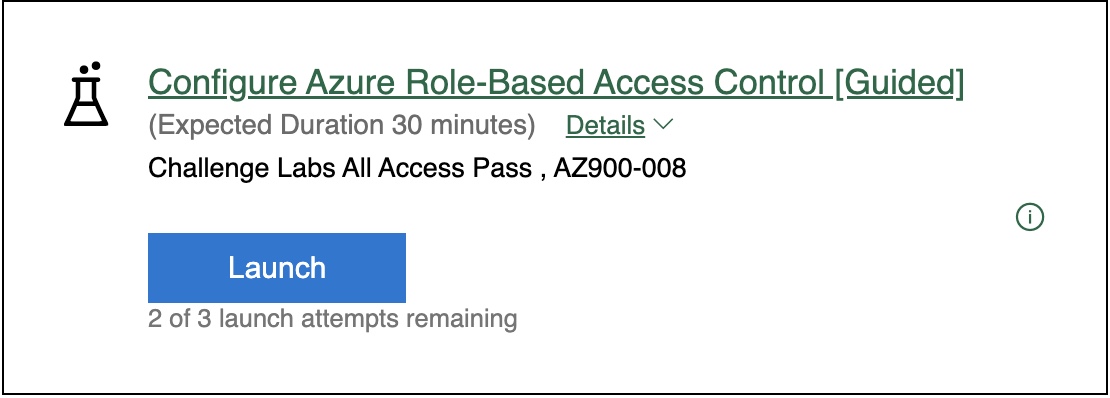 Configure Azure Role-Based Access Control [Guided]
(Expected Duration 30 minutes) Details
Challenge Labs All Access Pass , AZ900-008
Launch
2 of 3 launch attempts remaining